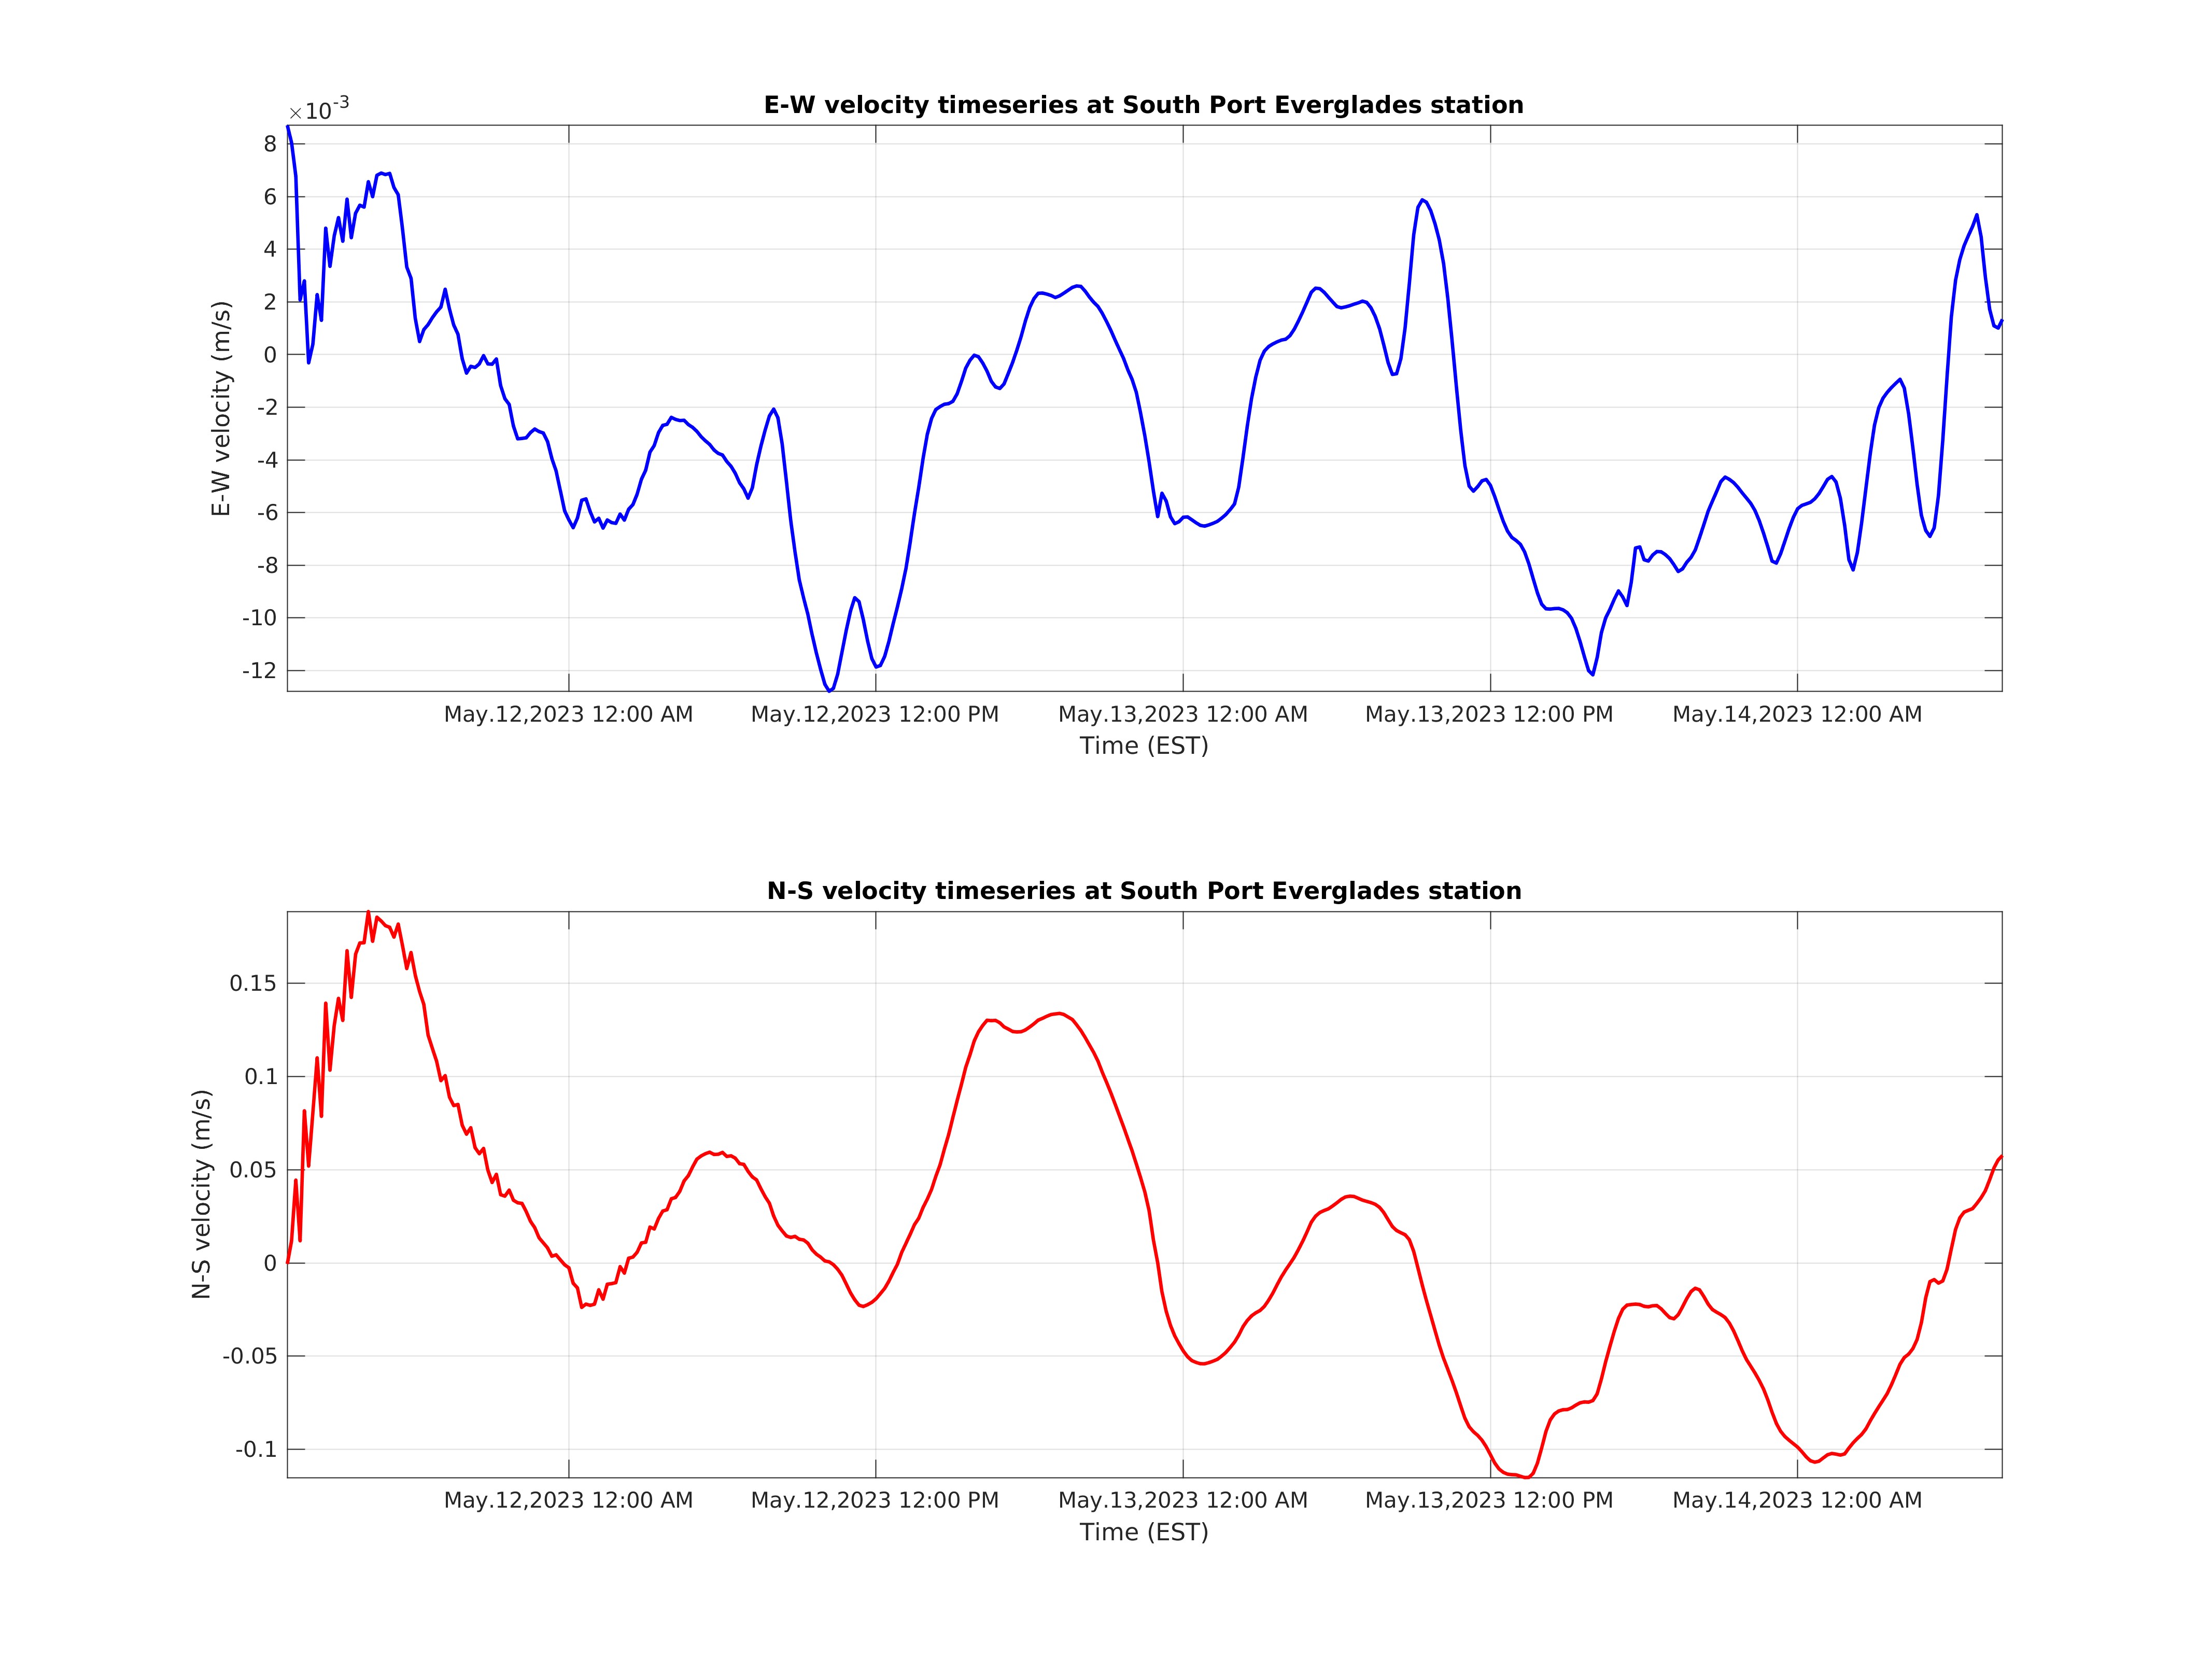 E-W velocity timeseries at South Port Everglades station
×10-3
8
6
4
2
0
-2
-4
-6
-8
-10
-12
E-W velocity (m/s)
May.12,2023 12:00 AM May.12,2023 12:00 PM May.13,2023 12:00 AM May.13,2023 12:00 PM May.14,2023 12:00 AM
Time (EST)
N-S velocity timeseries at South Port Everglades station
0.15
0.1
0.05
0
-0.05
-0.1
N-S velocity (m/s)
May.12,2023 12:00 AM May.12,2023 12:00 PM May.13,2023 12:00 AM May.13,2023 12:00 PM May.14,2023 12:00 AM
Time (EST)